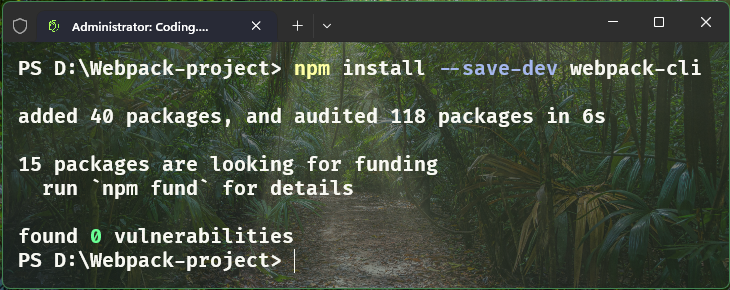 Administrator: Coding....
PS D:\Webpack-project> npm install --save-dev webpack-cli
added 40 packages, and audited 118 packages in 6s
15 packages are looking for funding
  run `npm fund` for details
found 0 vulnerabilities
PS D:\Webpack-project>